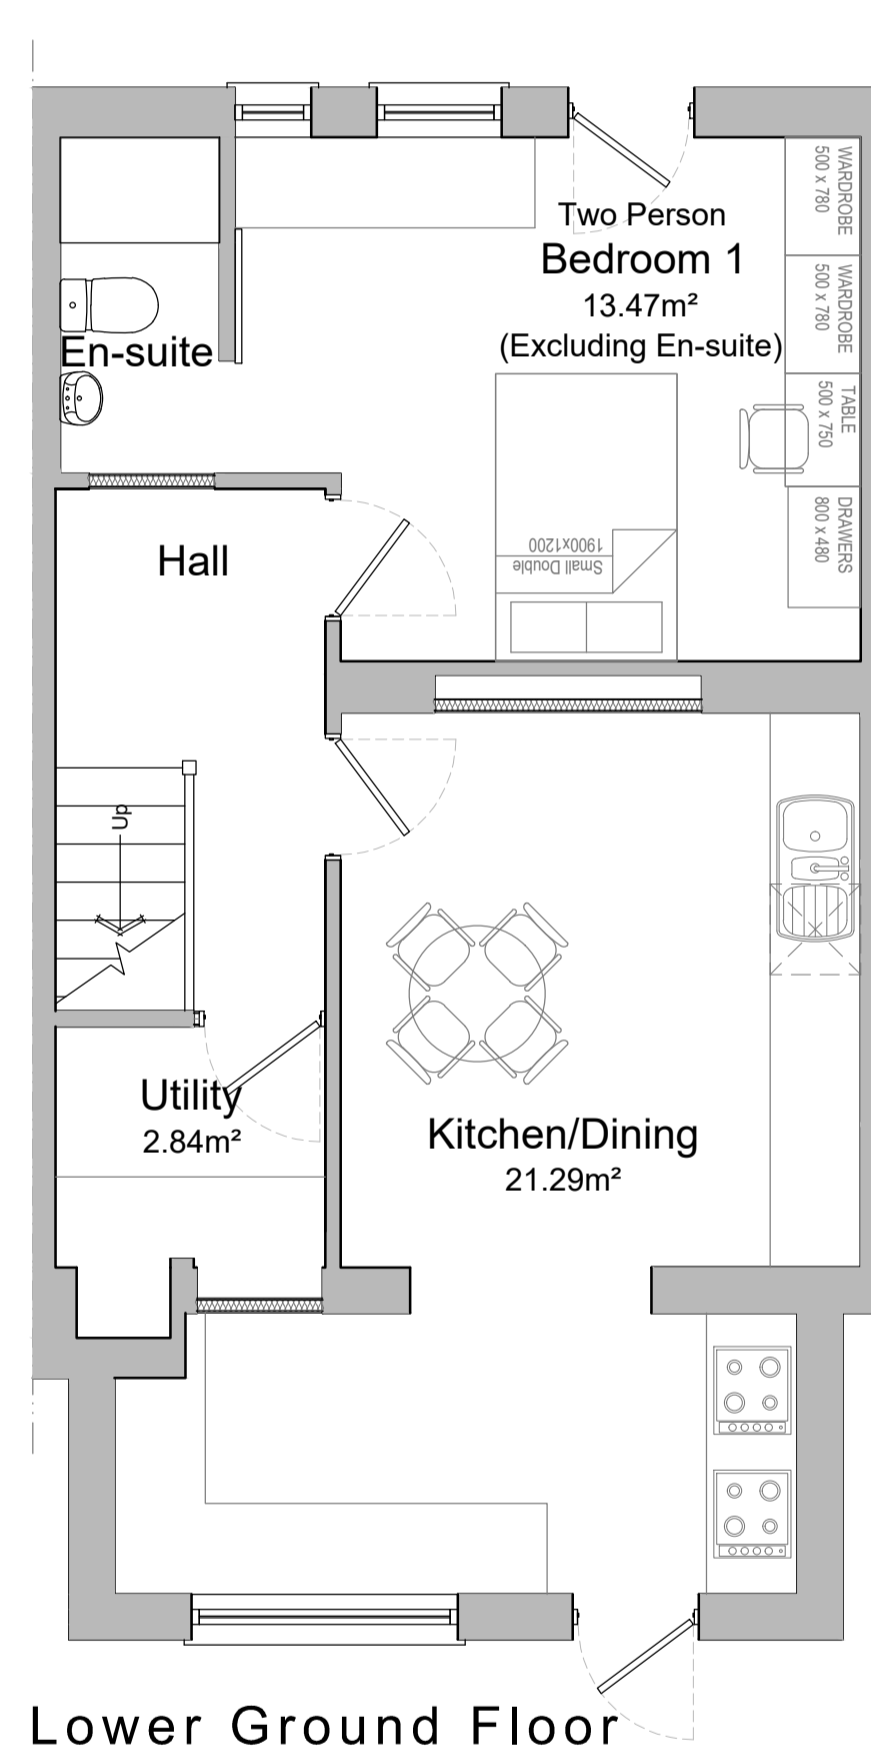 WARDROBE
500 x 780
Two Person
Bedroom 1
13.47m²
(Excluding En-suite)
WARDROBE
500 x 780
En-suite
TABLE
500 x 750
DRAWERS
800 x 480
Small Double
1900x1200
Hall
Up
Utility
2.84m²
Kitchen/Dining
21.29m²
Lower Ground Floor